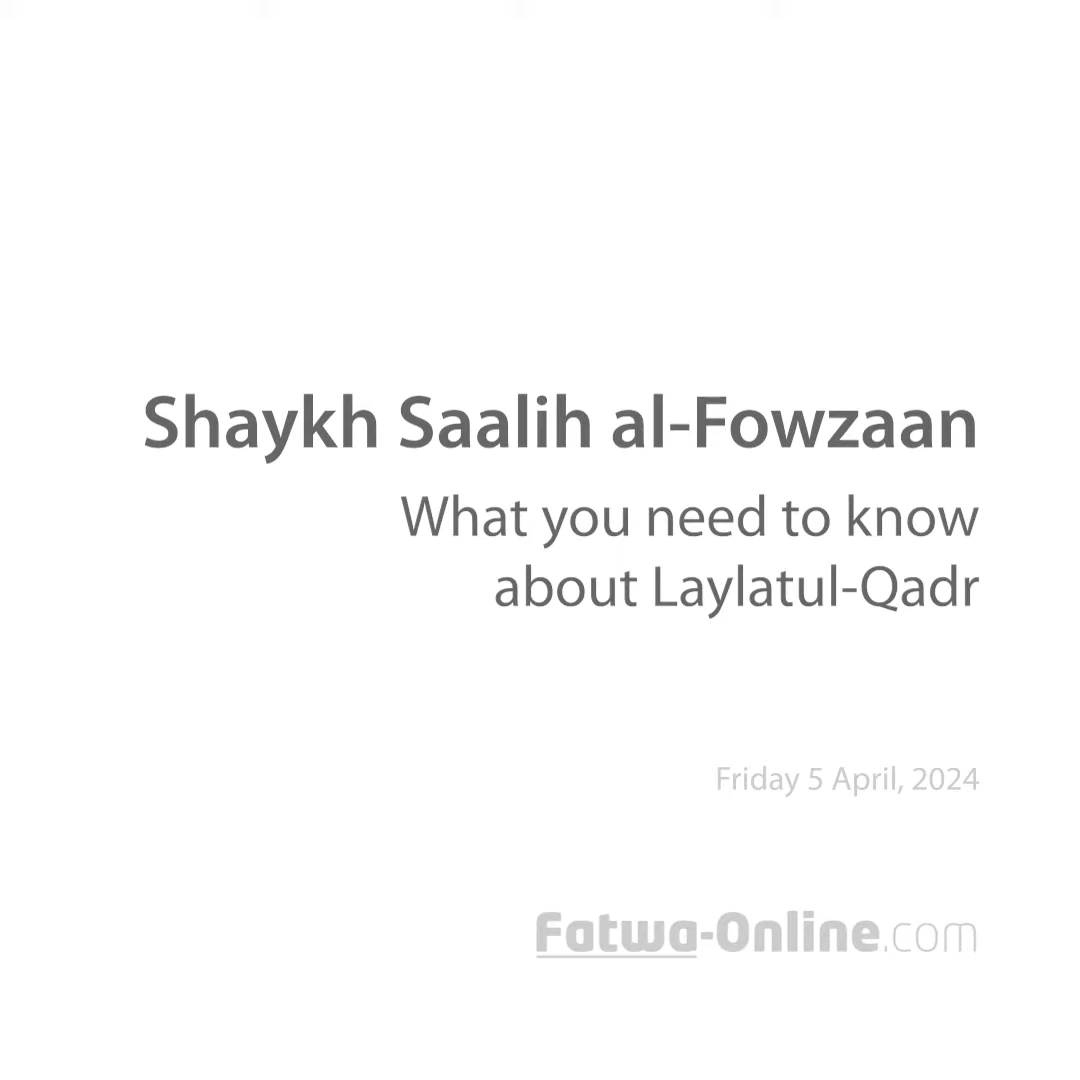 Shaykh Saalih al-Fowzaan
What you need to know
about Laylatul-Qadr
Friday 5 April, 2024
Fatwa-Online.com